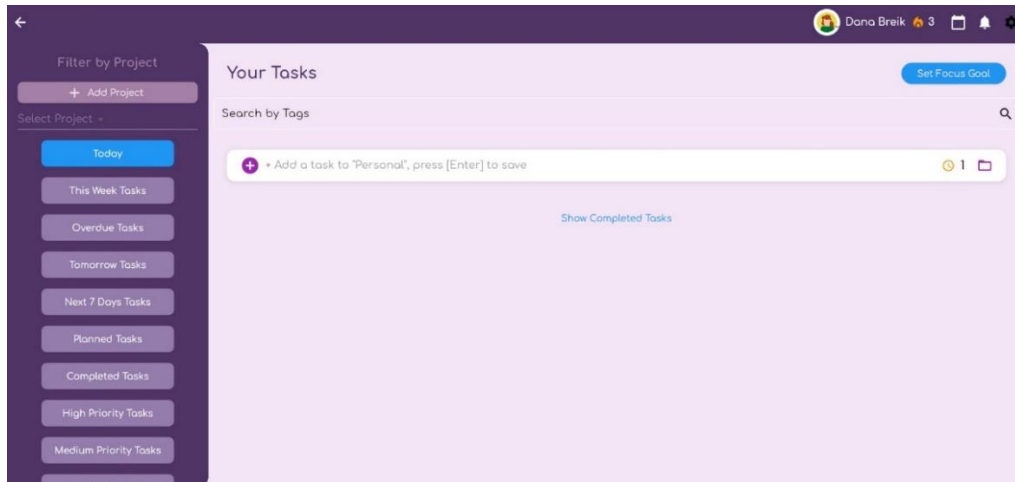 Dana Breik 3
Filter by Project
+ Add Project
Select Project
Today
This Week Tasks
Overdue Tasks
Tomorrow Tasks
Next 7 Days Tasks
Planned Tasks
Completed Tasks
High Priority Tasks
Medium Priority Tasks
Your Tasks
Set Focus Goal
Search by Tags
+ Add a task to "Personal", press [Enter] to save
1
Show Completed Tasks